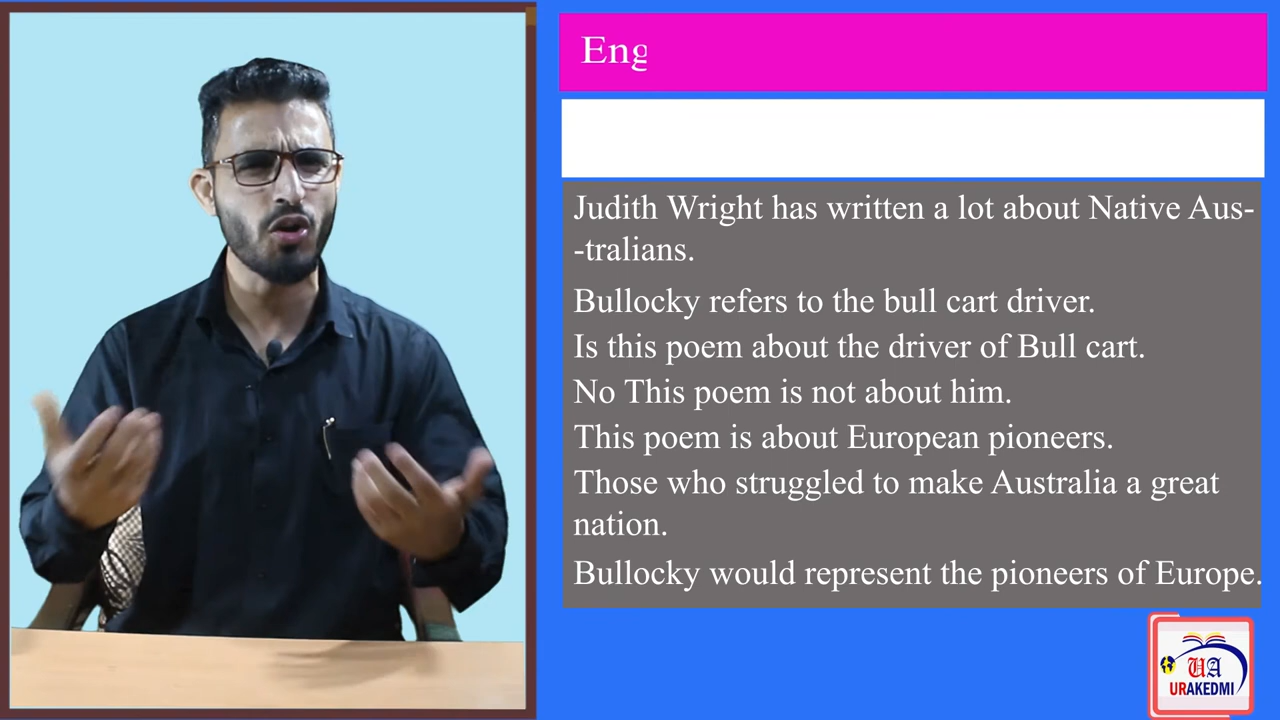 Eng
Judith Wright has written a lot about Native Aus-
-tralians.
Bullocky refers to the bull cart driver.
Is this poem about the driver of Bull cart.
No This poem is not about him.
This poem is about European pioneers.
Those who struggled to make Australia a great
nation.
Bullocky would represent the pioneers of Europe.
UA
URAKEDMI